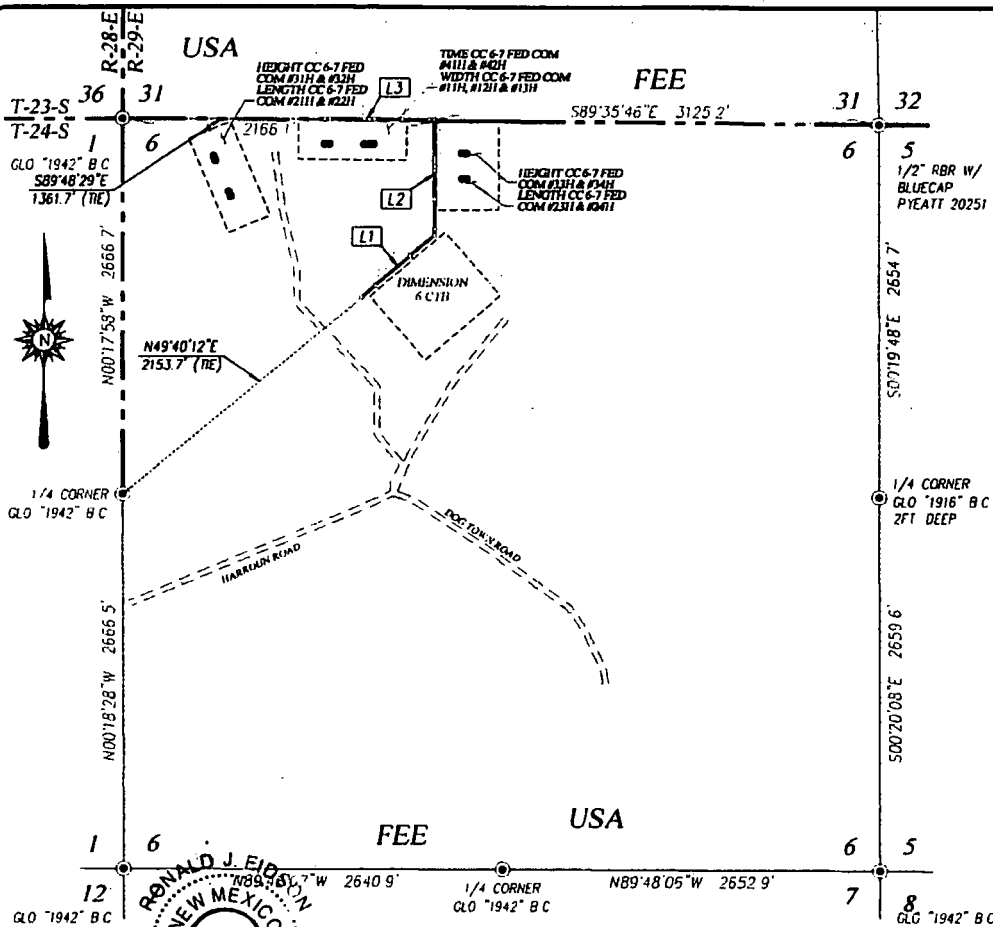 R-28-E
R-29-E
USA
HEIGHT CC 6-7 FED
COM #31H & #32H
LENGTH CC 6-7 FED
COM #21H & #22H
TIME CC 6-7 FED COM
#41H & #42H
WIDTH CC 6-7 FED COM
#11H, #12H & #13H
FEE
36 31
T-23-S
T-24-S
1 6
L3
2166.1'
S89°35'46"E 3125.2'
31 32
6 5
GLO "1942" B C
S89°48'29"E
1361.7' (TIE)
1/2" RBR W/
BLUECAP
PYEATT 20251
HEIGHT CC 6-7 FED
COM #33H & #34H
LENGTH CC 6-7 FED
COM #23H & #24H
L2
L1
DIMENSION
6 CTB
N00°17'58"W 2666.7'
S00°19'48"E 2654.7'
N
N49°40'12"E
2153.7' (TIE)
1/4 CORNER
GLO "1942" B C
1/4 CORNER
GLO "1916" B C
2FT DEEP
HARROUN ROAD
DOG TOWN ROAD
N00°18'28"W 2666.5'
S00°20'08"E 2659.6'
FEE
USA
1 6
6 5
2640.9'
1/4 CORNER
GLO "1942" B C
N89°48'05"W 2652.9'
12
GLO "1942" B C
7 8
GLO "1942" B C
RONALD J. EIDSON
NEW MEXICO